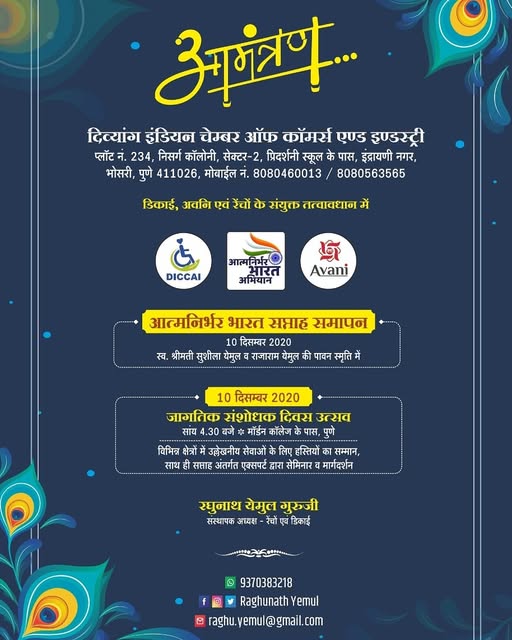 आमंत्रण...
दिव्यांग इंडियन चेम्बर ऑफ कॉमर्स एण्ड इण्डस्ट्री
प्लॉट नं. 234, निसर्ग कॉलोनी, सेक्टर-2, प्रिदर्शनी स्कूल के पास, इंद्रायणी नगर,
भोसरी, पुणे 411026, मोबाईल नं. 8080460013 / 8080563565
डिकाई, अवनि एवं रेंचों के संयुक्त तत्वावधान में
DICCAI
आत्मनिर्भर
भारत
अभियान
Avani
आत्मनिर्भर भारत सप्ताह समापन
10 दिसम्बर 2020
स्व. श्रीमती सुशीला येमुल व राजाराम येमुल की पावन स्मृति में
10 दिसम्बर 2020
जागतिक संशोधक दिवस उत्सव
सांय 4.30 बजे ❊ मॉर्डन कॉलेज के पास, पुणे
विभिन्न क्षेत्रों में उल्लेखनीय सेवाओं के लिए हस्तियों का सम्मान,
साथ ही सप्ताह अंतर्गत एक्सपर्ट द्वारा सेमिनार व मार्गदर्शन
रघुनाथ येमुल गुरुजी
संस्थापक अध्यक्ष - रेंचों एवं डिकाई
9370383218
Raghunath Yemul
raghu.yemul@gmail.com